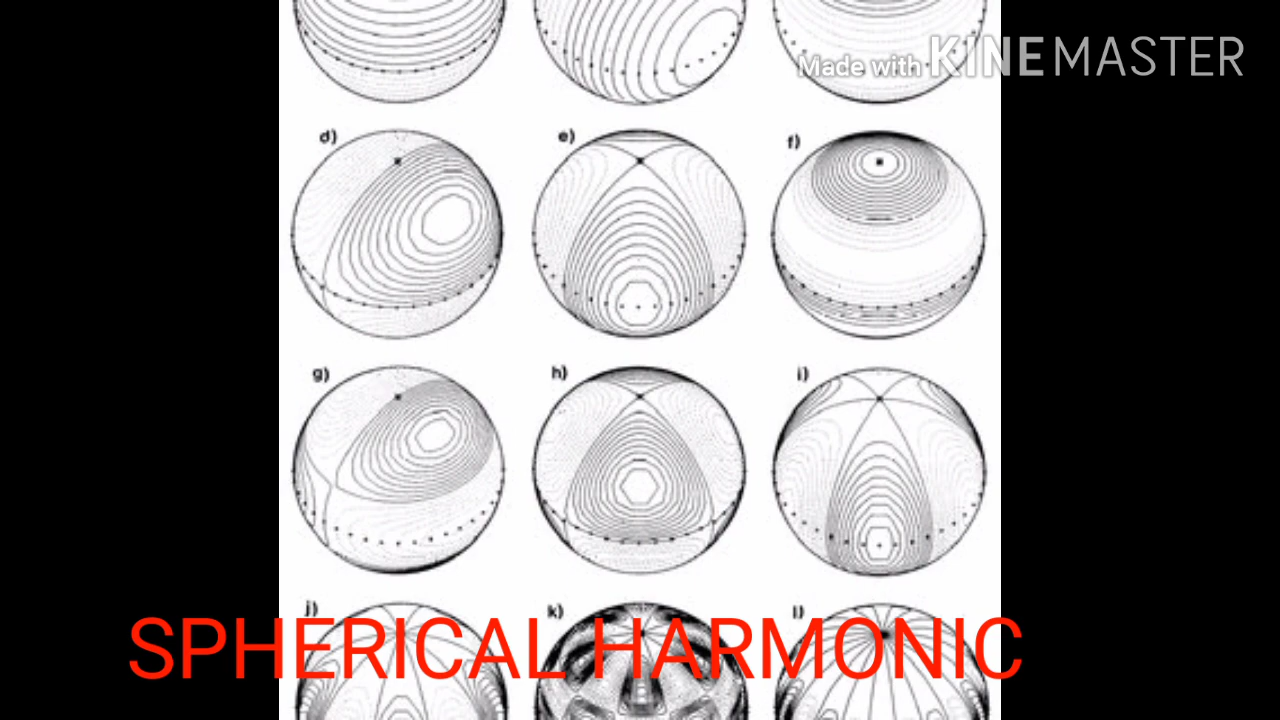 Made with KINEMASTER
d) e) f)
g) h) i)
j) k) l)
SPHERICAL HARMONIC